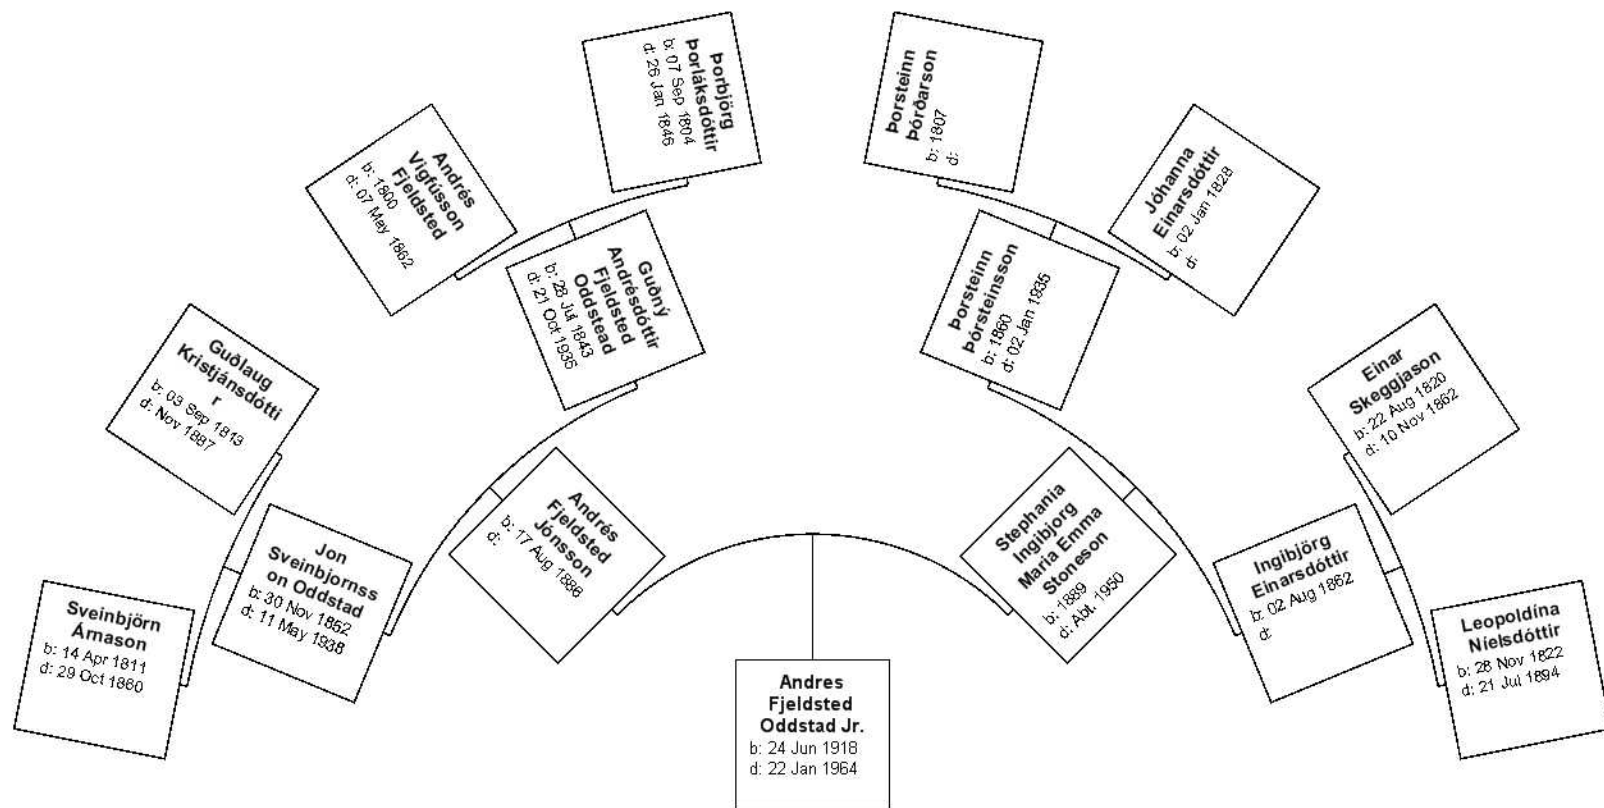 Þorbjörg
Þorláksdóttir
b: 07 Sep 1804
d: 26 Jan 1846
Þorsteinn
Þórðarson
b: 1807
d:
Andrés
Vigfússon
Fjeldsted
b: 1800
d: 07 May 1862
Jóhanna
Einarsdóttir
b: 02 Jan 1828
d:
Guðný
Andrésdóttir
Fjeldsted
Oddstead
b: 28 Jul 1843
d: 21 Oct 1935
Þorsteinn
Þórsteinsson
b: 1860
d: 02 Jan 1935
Guðlaug
Kristjánsdótti
r
b: 03 Sep 1813
d: Nov 1887
Einar
Skeggjason
b: 22 Aug 1820
d: 10 Nov 1862
Andrés
Fjeldsted
Jónsson
b: 17 Aug 1886
d:
Stephania
Ingibjorg
Maria Emma
Stoneson
b: 1889
d: Abt. 1950
Jon
Sveinbjornss
on Oddstad
b: 30 Nov 1852
d: 11 May 1938
Ingibjörg
Einarsdóttir
b: 02 Aug 1862
d:
Sveinbjörn
Árnason
b: 14 Apr 1811
d: 29 Oct 1860
Leopoldína
Níelsdóttir
b: 28 Nov 1822
d: 21 Jul 1894
Andres
Fjeldsted
Oddstad Jr.
b: 24 Jun 1918
d: 22 Jan 1964